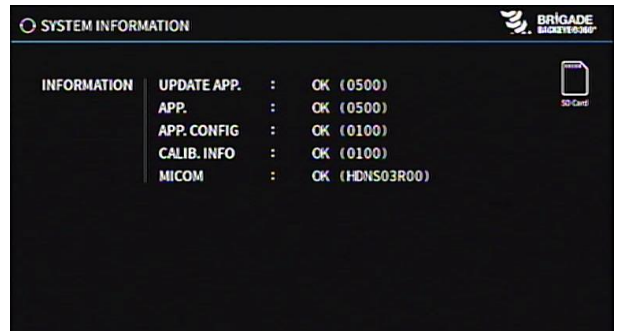 SYSTEM INFORMATION
BRIGADE
BACKEYE®360™
INFORMATION
UPDATE APP. : OK (0500)
APP. : OK (0500)
APP. CONFIG : OK (0100)
CALIB. INFO : OK (0100)
MICOM : OK (HDNS03R00)
SD Card